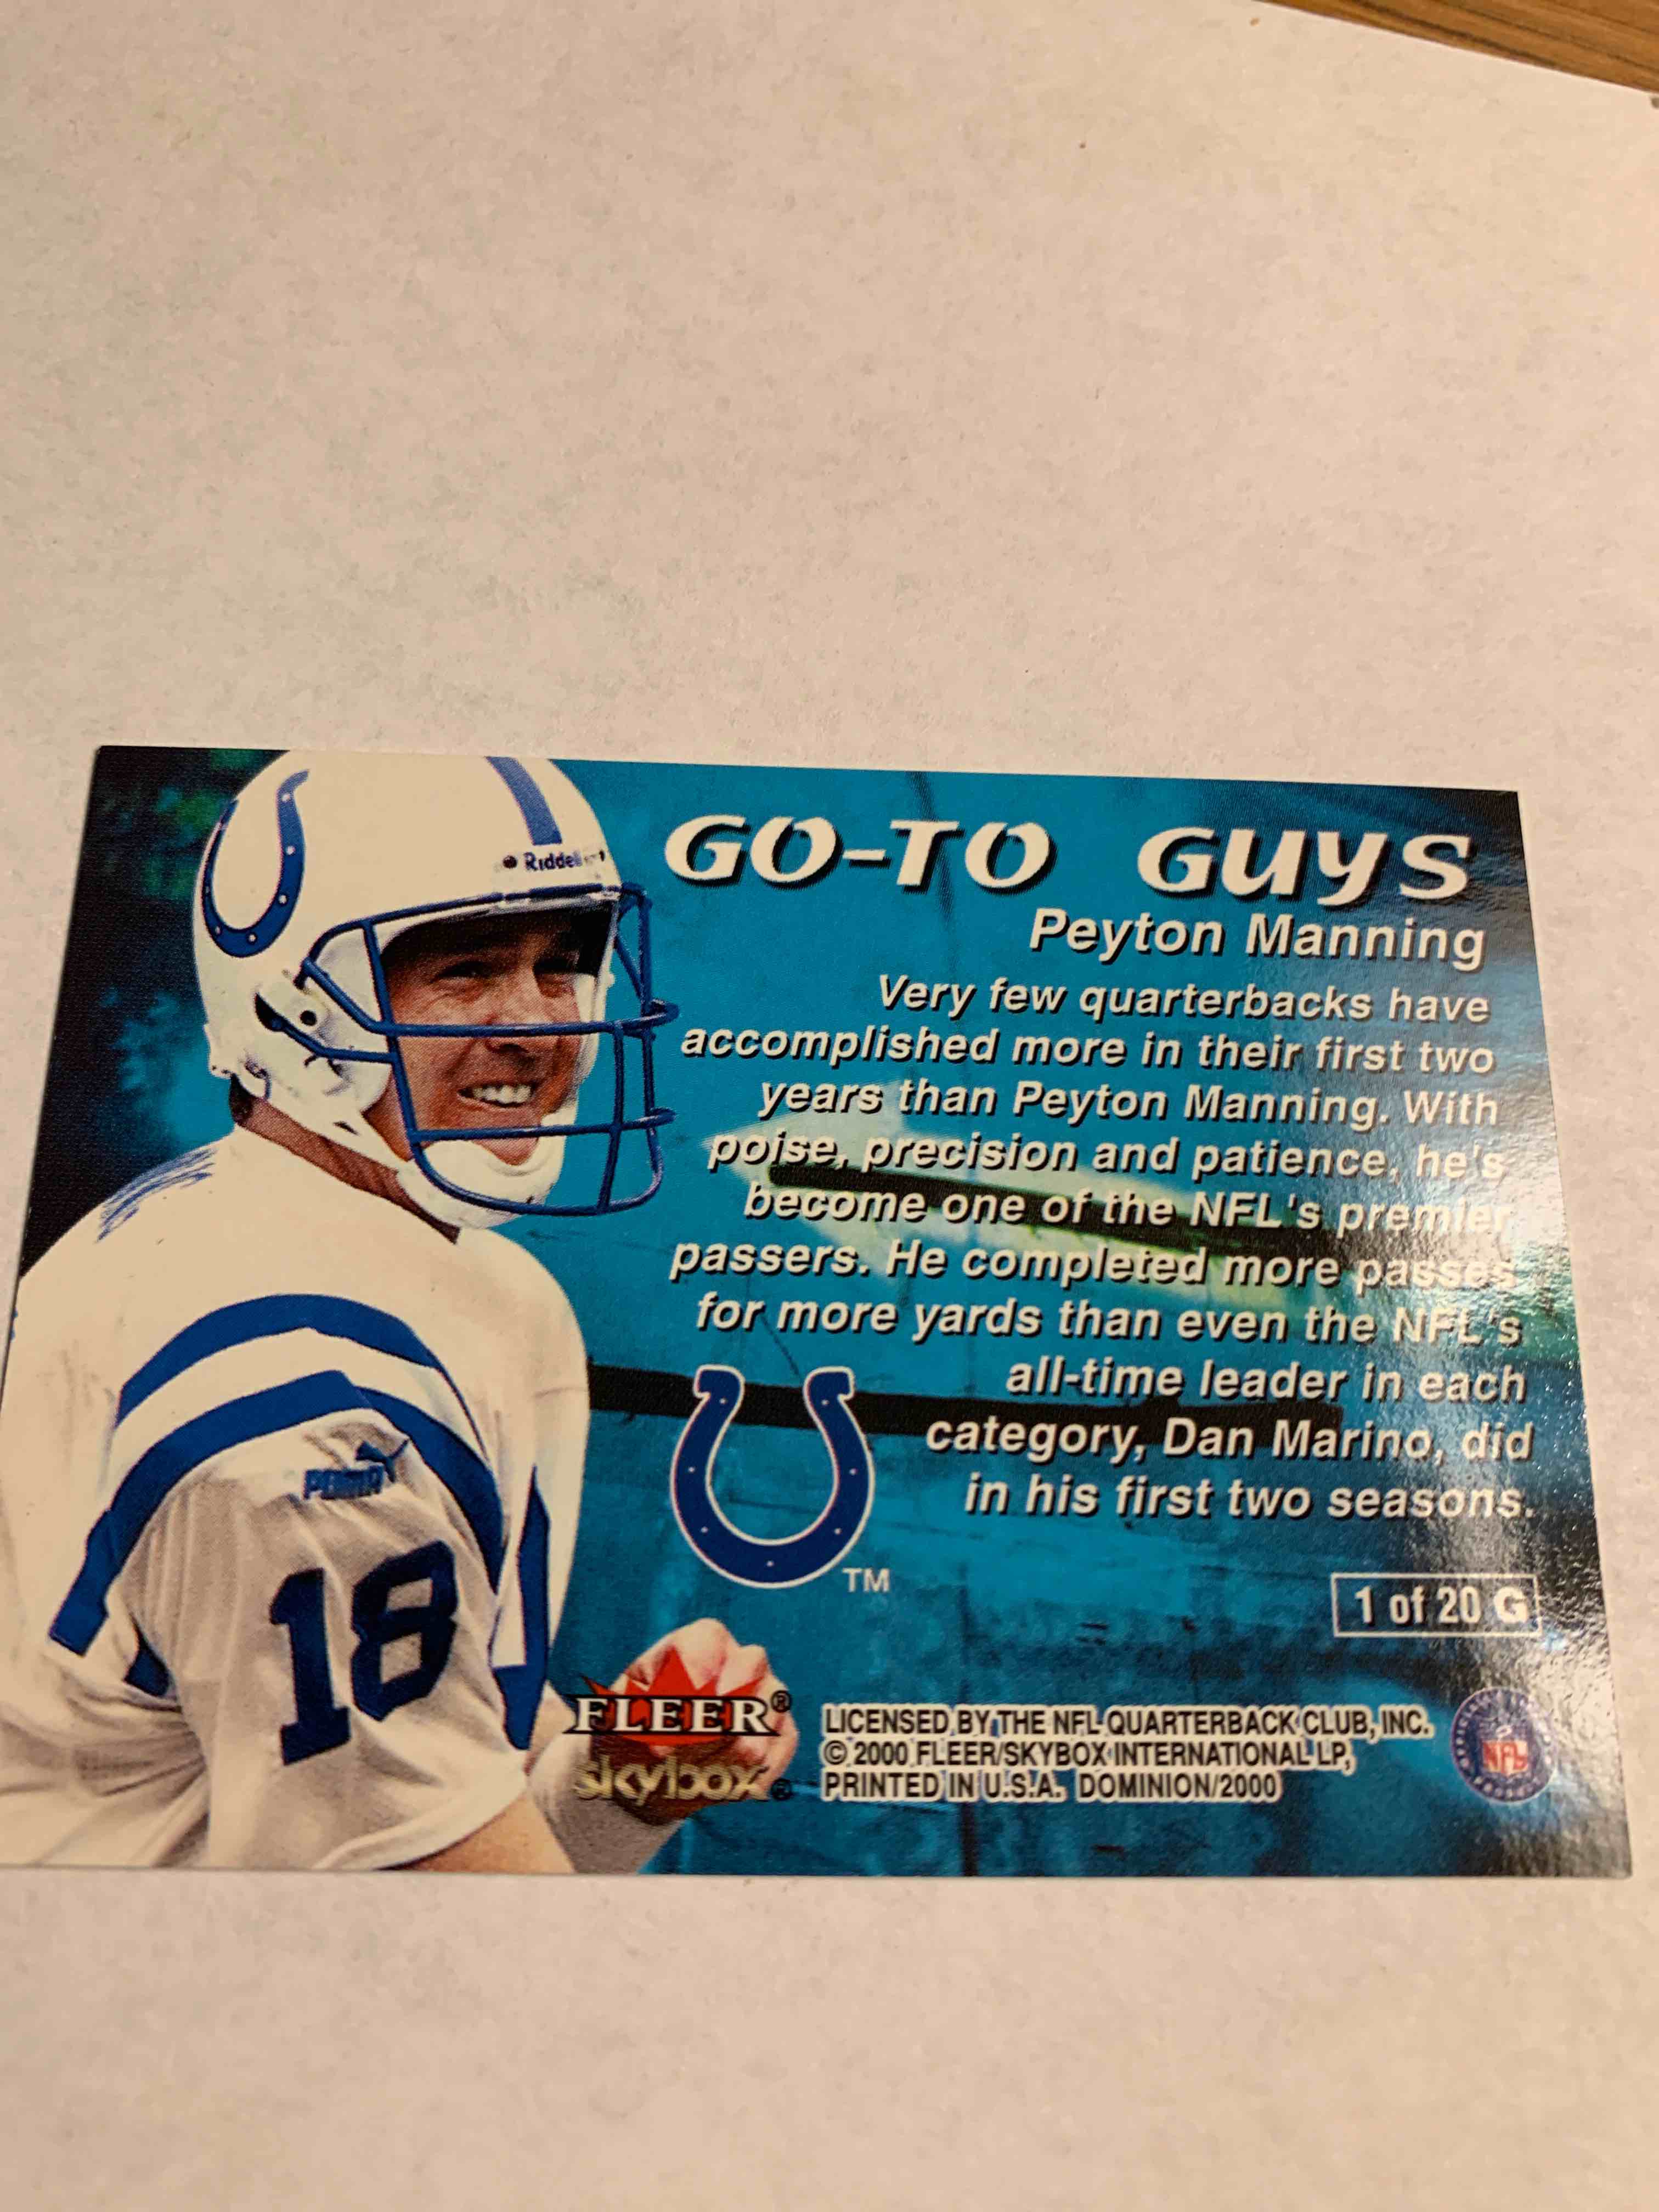 Riddell
GO-TO GUYS
Peyton Manning
Very few quarterbacks have
accomplished more in their first two
years than Peyton Manning. With
poise, precision and patience, he's
become one of the NFL's premier
passers. He completed more passes
for more yards than even the NFL's
all-time leader in each
category, Dan Marino, did
in his first two seasons.
PUMA
TM
18
1 of 20 G
FLEER®
skybox®
LICENSED BY THE NFL QUARTERBACK CLUB, INC.
© 2000 FLEER/SKYBOX INTERNATIONAL LP,
PRINTED IN U.S.A. DOMINION/2000
NFL